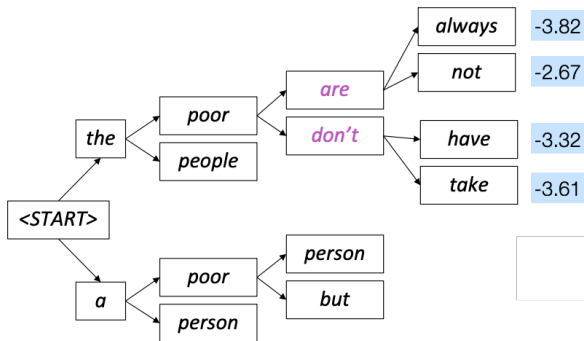 always -3.82
are
not -2.67
poor
the
don't
have -3.32
people
take -3.61
<START>
person
poor
a
but
person